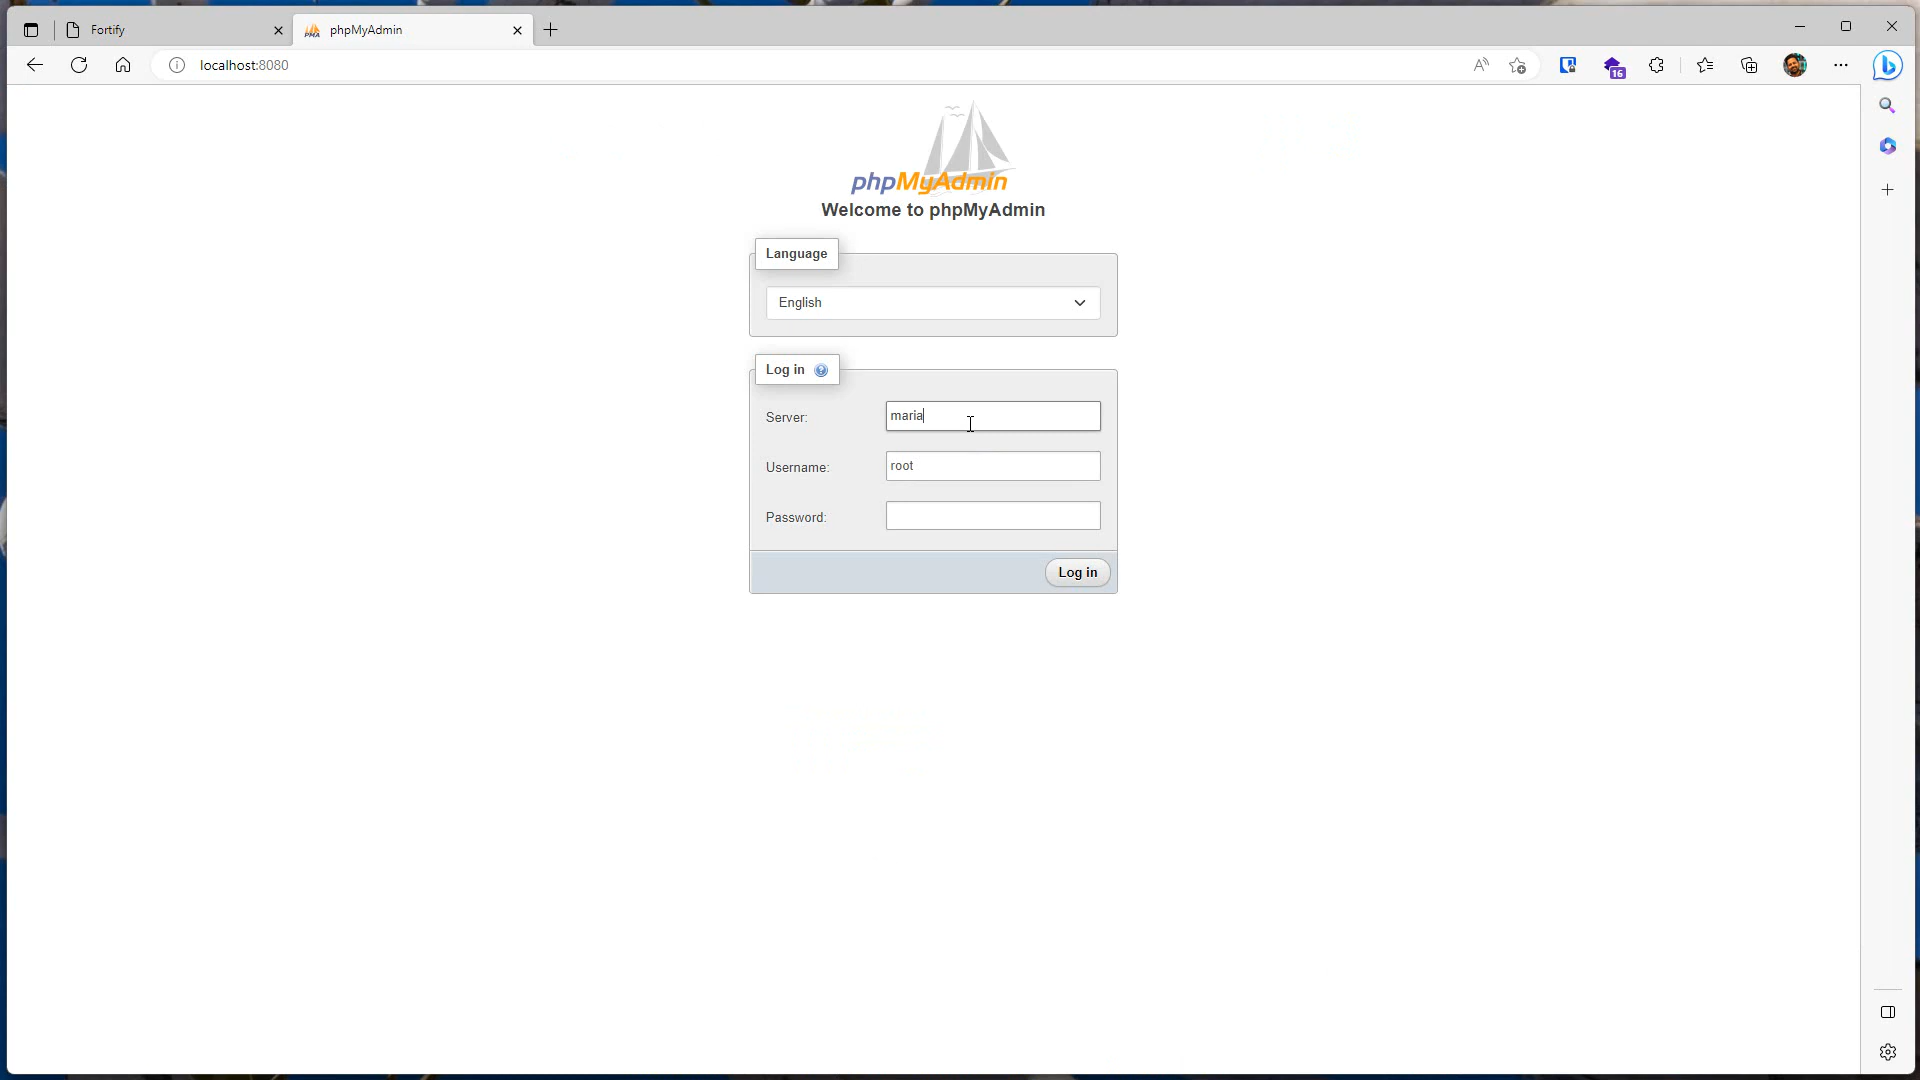 Fortify
phpMyAdmin
localhost:8080
16
phpMyAdmin
Welcome to phpMyAdmin
Language
English
Log in
Server:
maria
Username:
root
Password:
Log in